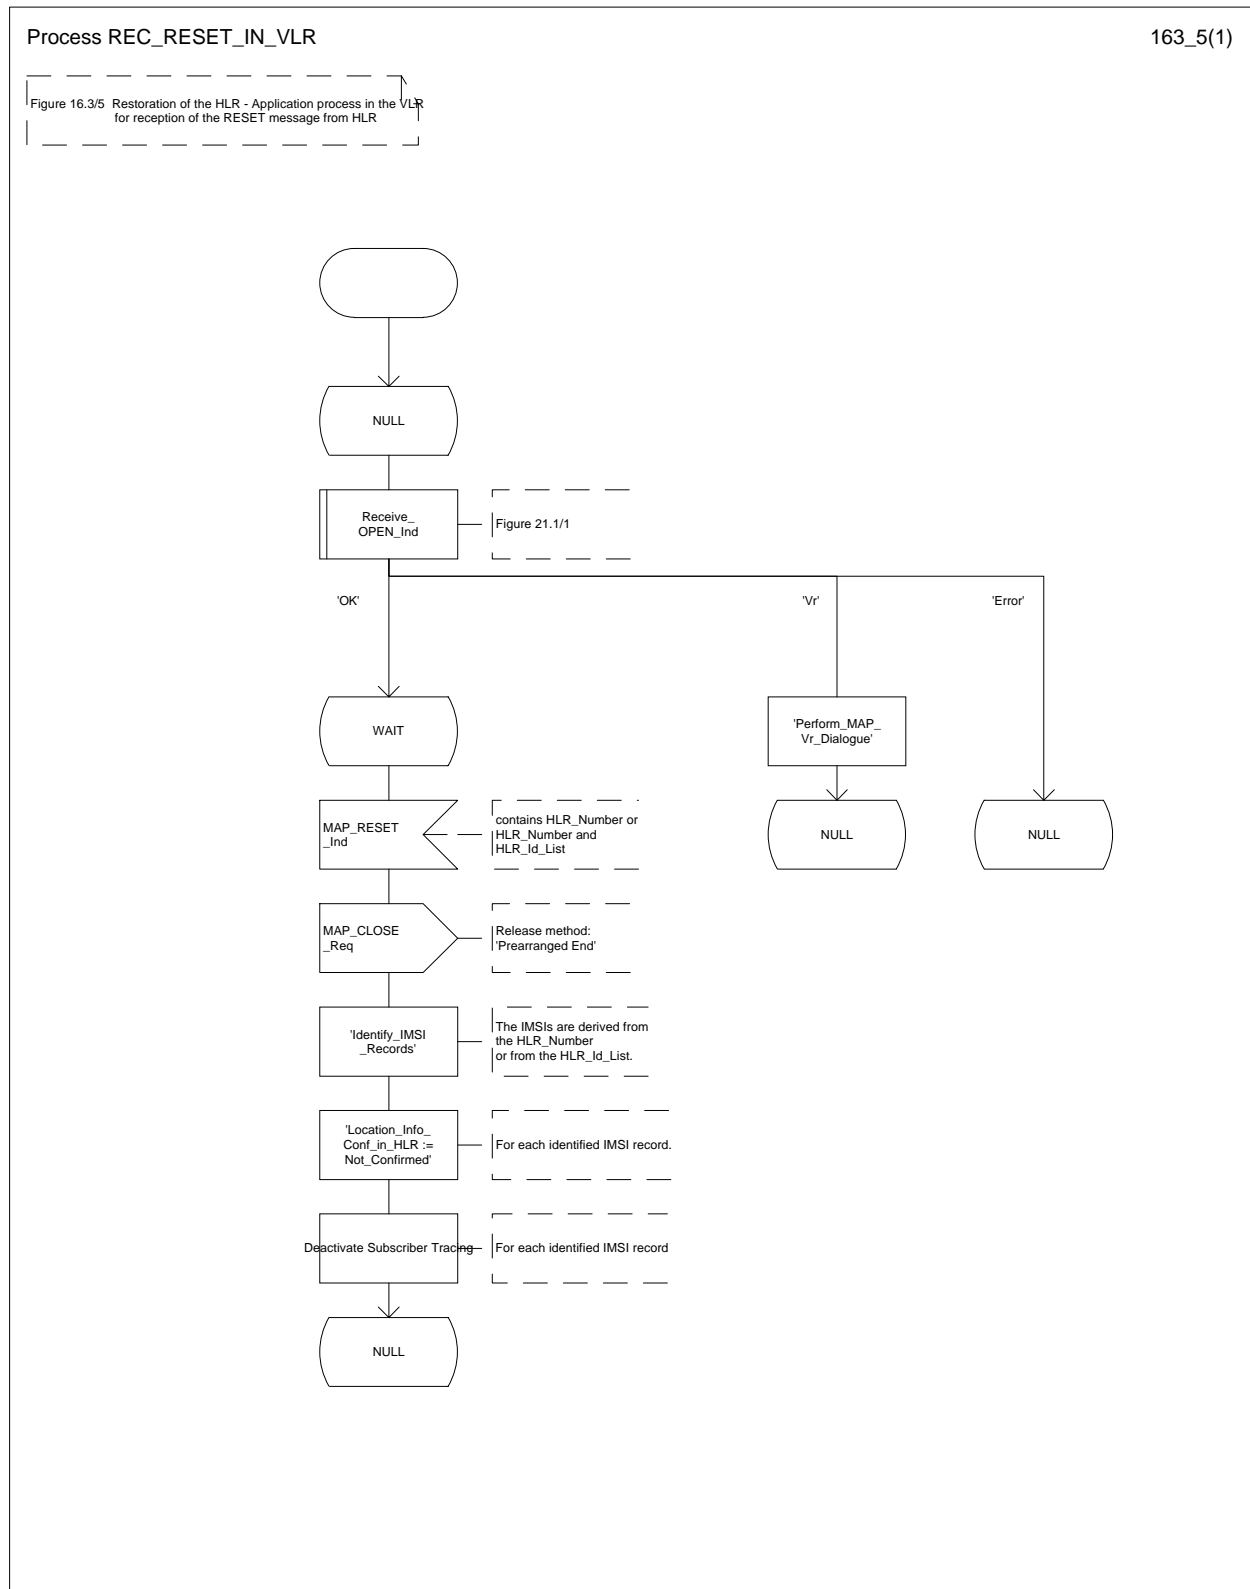 Process REC_RESET_IN_VLR
163_5(1)
Figure 16.3/5 Restoration of the HLR - Application process in the VLR
for reception of the RESET message from HLR
NULL
Receive_
OPEN_Ind
Figure 21.1/1
'OK'
'Vr'
'Error'
WAIT
'Perform_MAP_
Vr_Dialogue'
MAP_RESET
_Ind
contains HLR_Number or
HLR_Number and
HLR_Id_List
NULL
NULL
MAP_CLOSE
_Req
Release method:
'Prearranged End'
'Identify_IMSI
_Records'
The IMSIs are derived from
the HLR_Number
or from the HLR_Id_List.
'Location_Info_
Conf_in_HLR :=
Not_Confirmed'
For each identified IMSI record.
Deactivate Subscriber Tracing
For each identified IMSI record
NULL